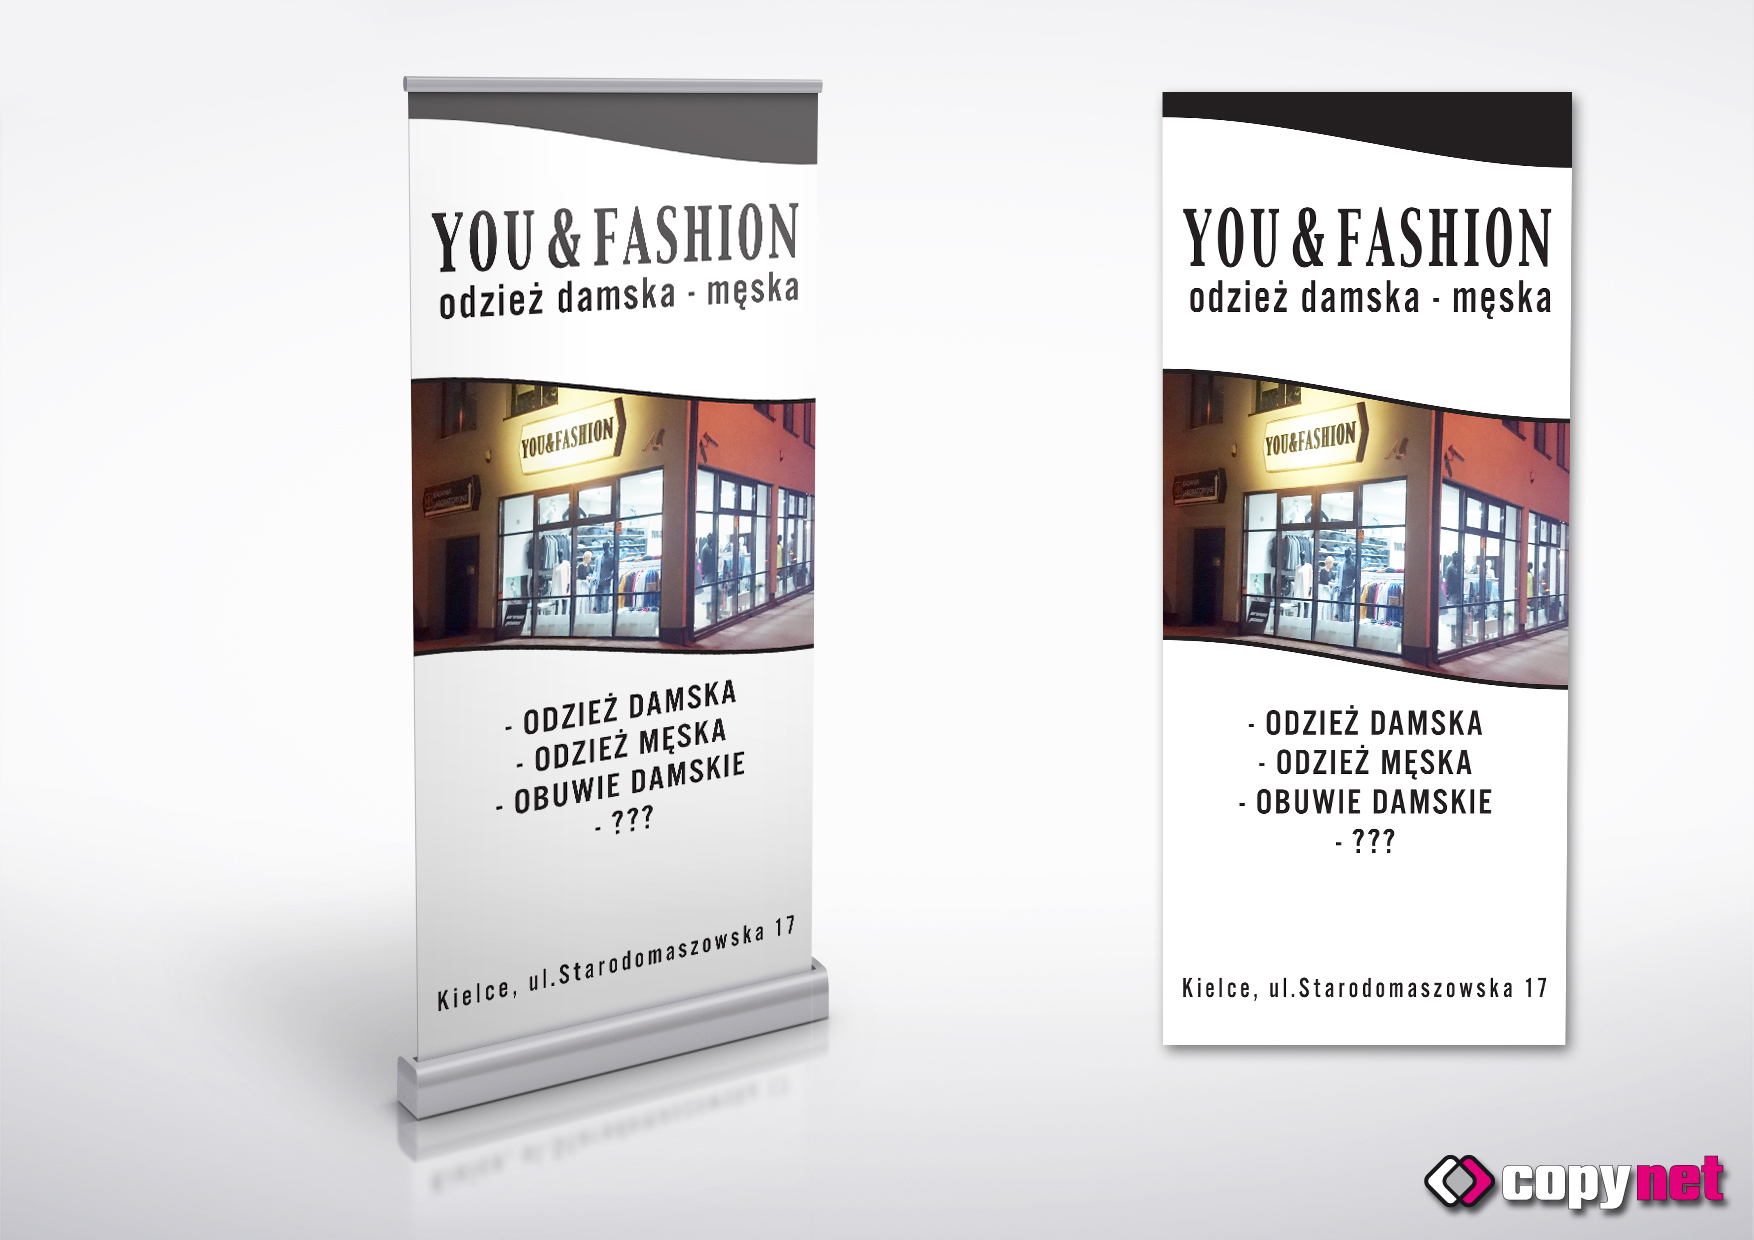 YOU & FASHION
odzież damska - męska
YOU&FASHION
- ODZIEŻ DAMSKA
- ODZIEŻ MĘSKA
- OBUWIE DAMSKIE
- ???
Kielce, ul.Starodomaszowska 17
YOU & FASHION
odzież damska - męska
YOU&FASHION
- ODZIEŻ DAMSKA
- ODZIEŻ MĘSKA
- OBUWIE DAMSKIE
- ???
Kielce, ul.Starodomaszowska 17
copynet